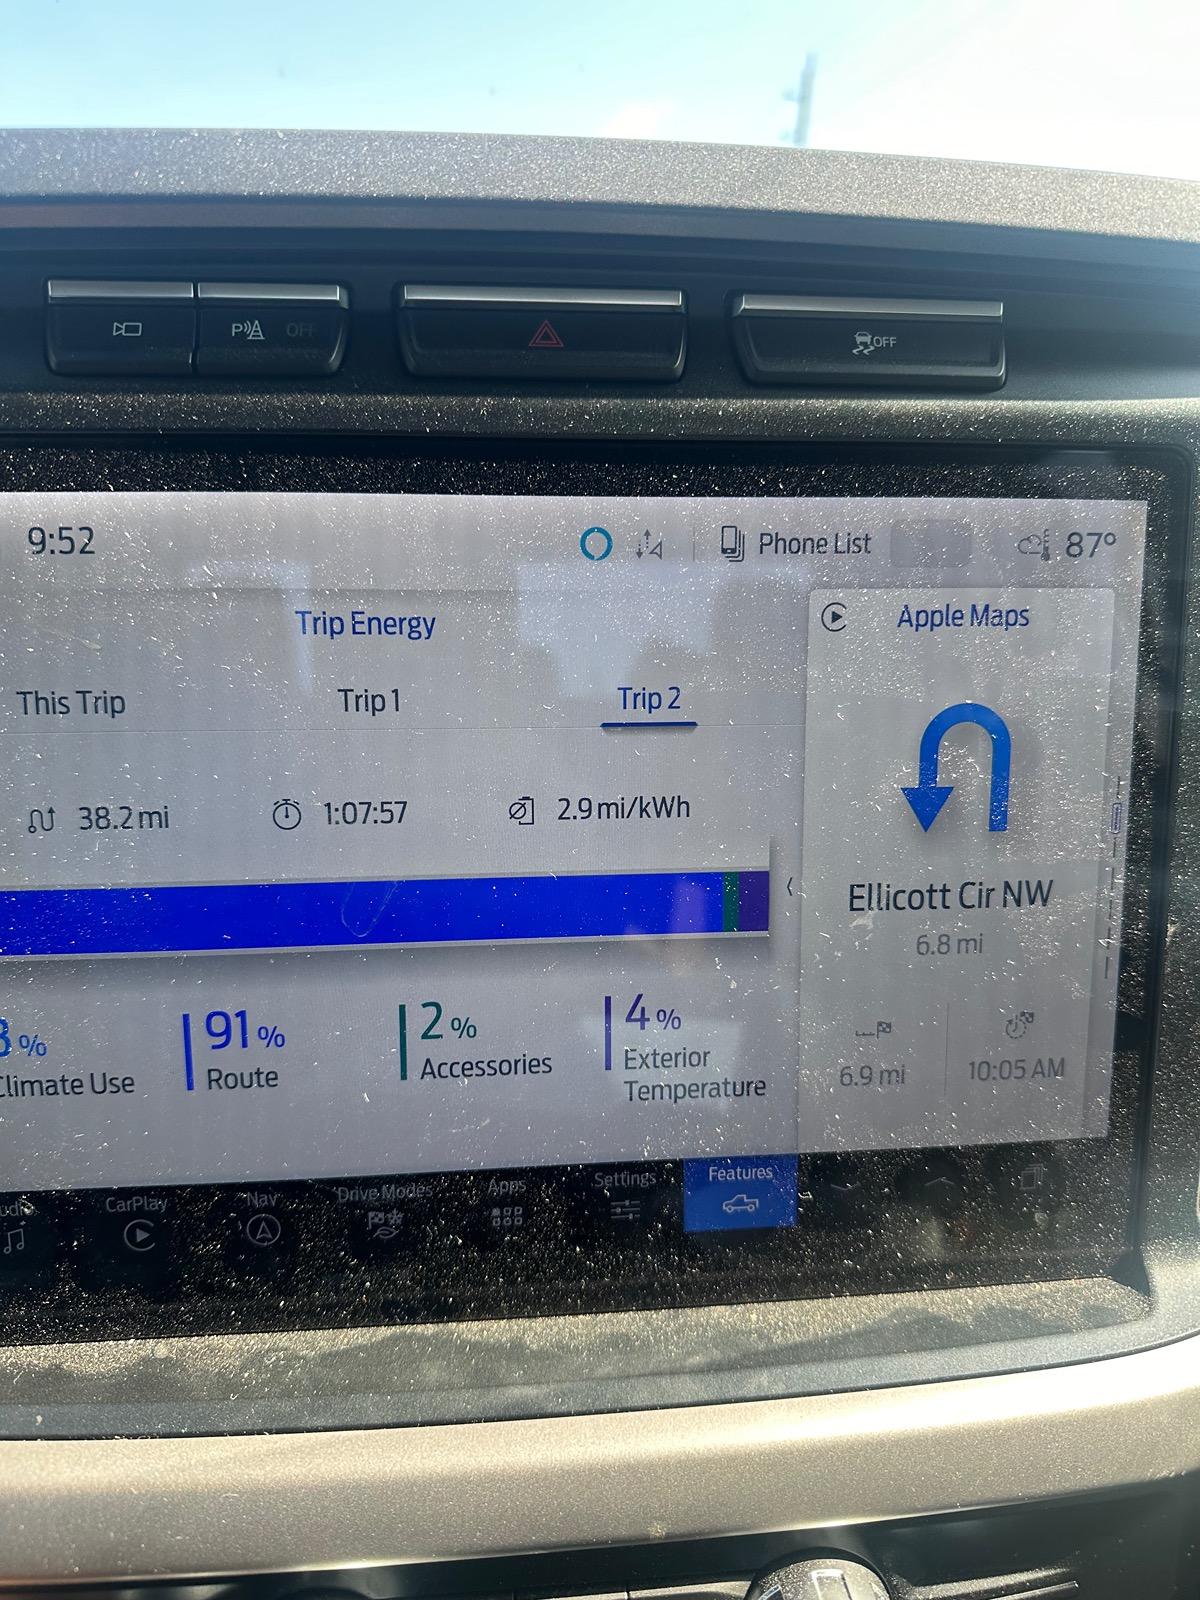 OFF
OFF
9:52
Phone List
87°
Trip Energy
This Trip
Trip 1
Trip 2
38.2 mi
1:07:57
2.9 mi/kWh
%
Climate Use
91 %
Route
2 %
Accessories
4 %
Exterior
Temperature
Apple Maps
Ellicott Cir NW
6.8 mi
6.9 mi
10:05 AM
CarPlay
Nav
Drive Modes
Apps
Settings
Features